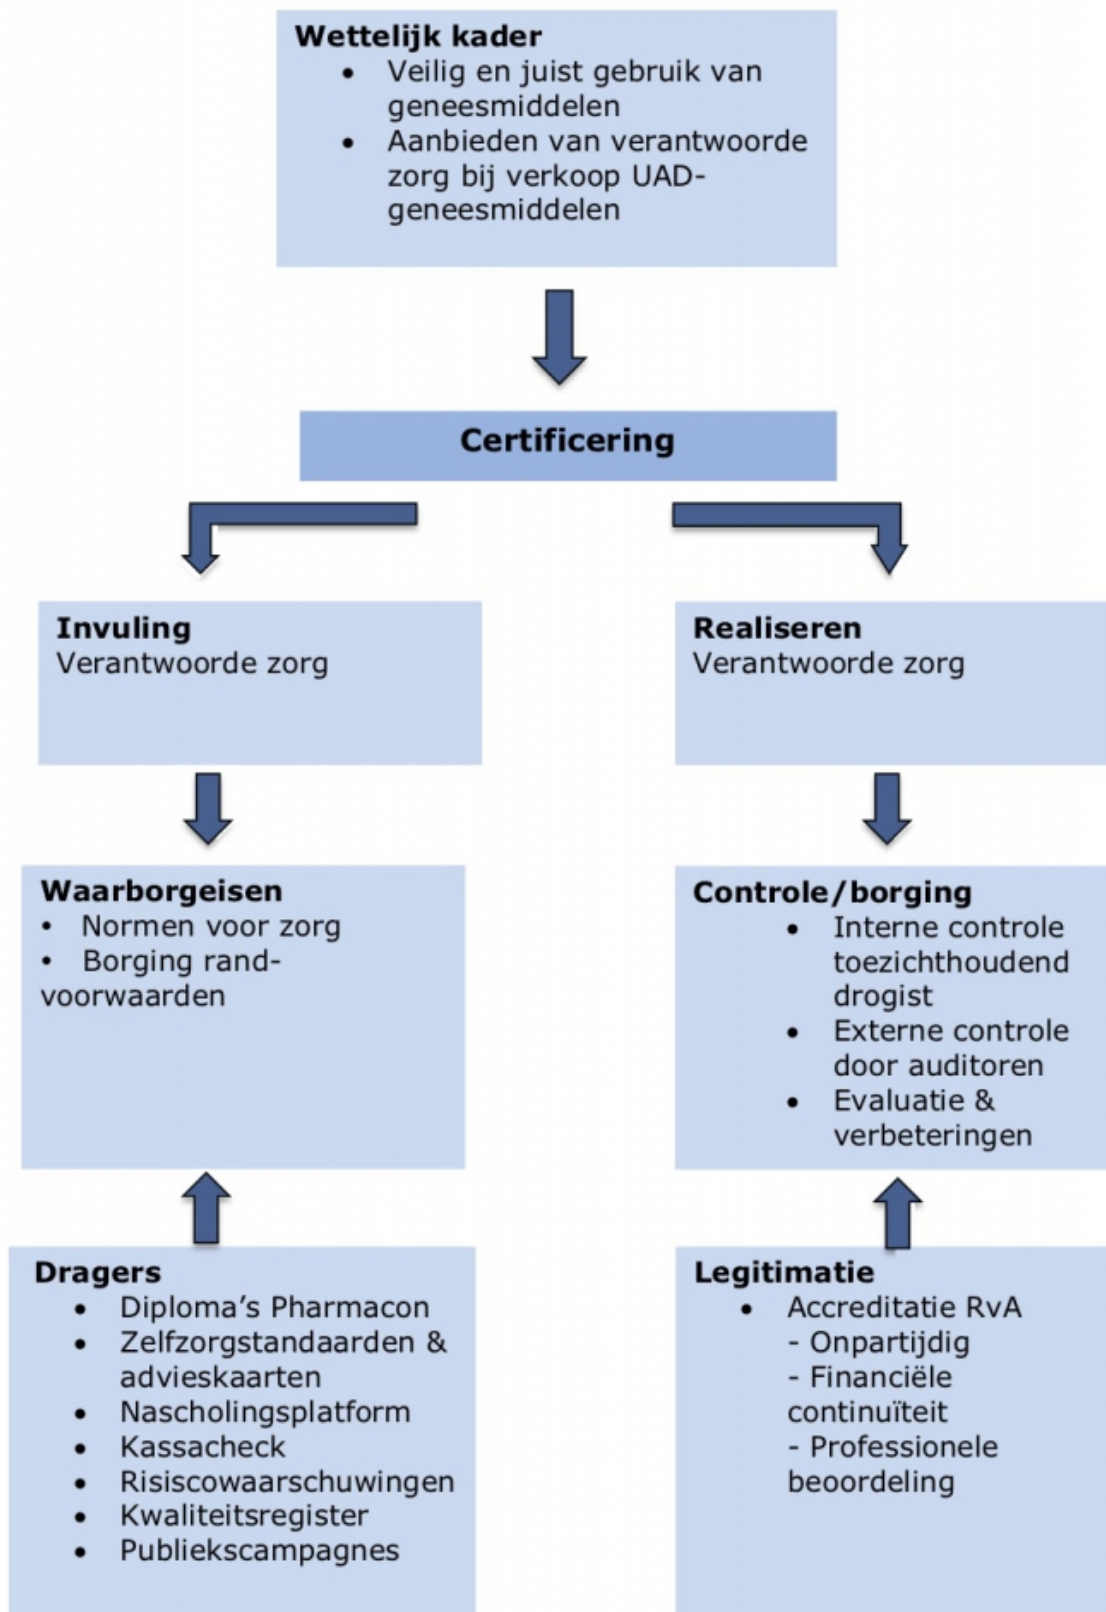 Wettelijk kader
• Veilig en juist gebruik van
geneesmiddelen
• Aanbieden van verantwoorde
zorg bij verkoop UAD-
geneesmiddelen
Certificering
Invuling
Verantwoorde zorg
Realiseren
Verantwoorde zorg
Waarborgeisen
• Normen voor zorg
• Borging rand-
voorwaarden
Controle/borging
• Interne controle
toezichthoudend
drogist
• Externe controle
door auditoren
• Evaluatie &
verbeteringen
Dragers
• Diploma's Pharmacon
• Zelfzorgstandaarden &
advieskaarten
• Nascholingsplatform
• Kassacheck
• Risiscowaarschuwingen
• Kwaliteitsregister
• Publiekscampagnes
Legitimatie
• Accreditatie RvA
- Onpartijdig
- Financiële
continuïteit
- Professionele
beoordeling